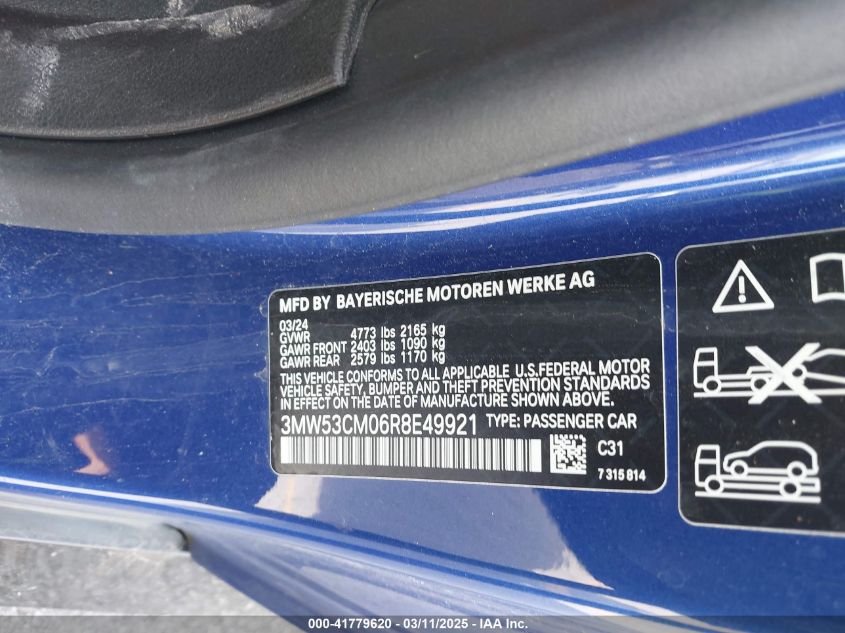 MFD BY BAYERISCHE MOTOREN WERKE AG
03/24
GVWR 4773 lbs 2165 kg
GAWR FRONT 2403 lbs 1090 kg
GAWR REAR 2579 lbs 1170 kg
THIS VEHICLE CONFORMS TO ALL APPLICABLE U.S.FEDERAL MOTOR
VEHICLE SAFETY, BUMPER AND THEFT PREVENTION STANDARDS
IN EFFECT ON THE DATE OF MANUFACTURE SHOWN ABOVE.
3MW53CM06R8E49921 TYPE: PASSENGER CAR
C31
7 315 814
000-41779620 - 03/11/2025 - IAA Inc.